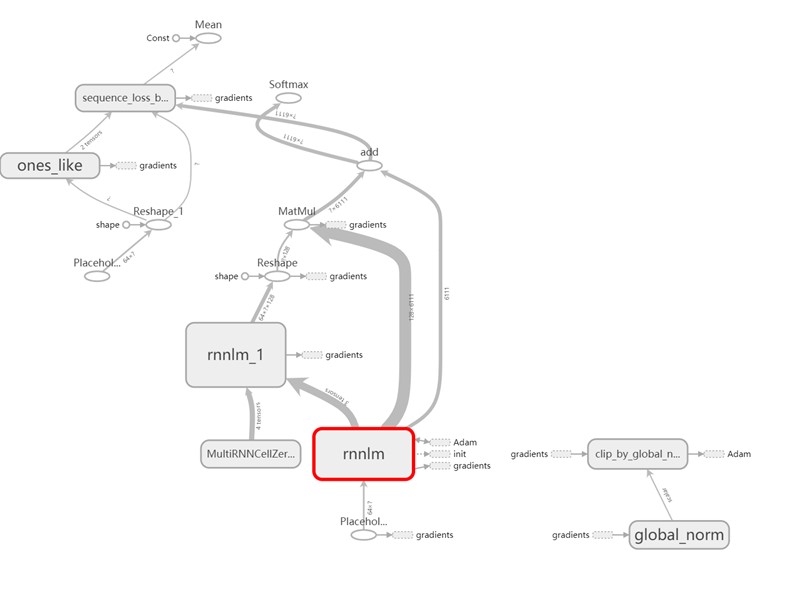 Mean
Const
?
sequence_loss_b...
gradients
Softmax
?×6111
?×6111
add
2 tensors
ones_like
gradients
?
?
Reshape_1
shape
Placehol...
64×?
?×6111
MatMul
gradients
Reshape
shape
gradients
64×?×128
128×6111
6111
rnnlm_1
gradients
3 tensors
4 tensors
MultiRNNCellZer...
rnnlm
Adam
init
gradients
64×?
Placehol...
gradients
gradients
clip_by_global_n...
Adam
scalar
gradients
global_norm